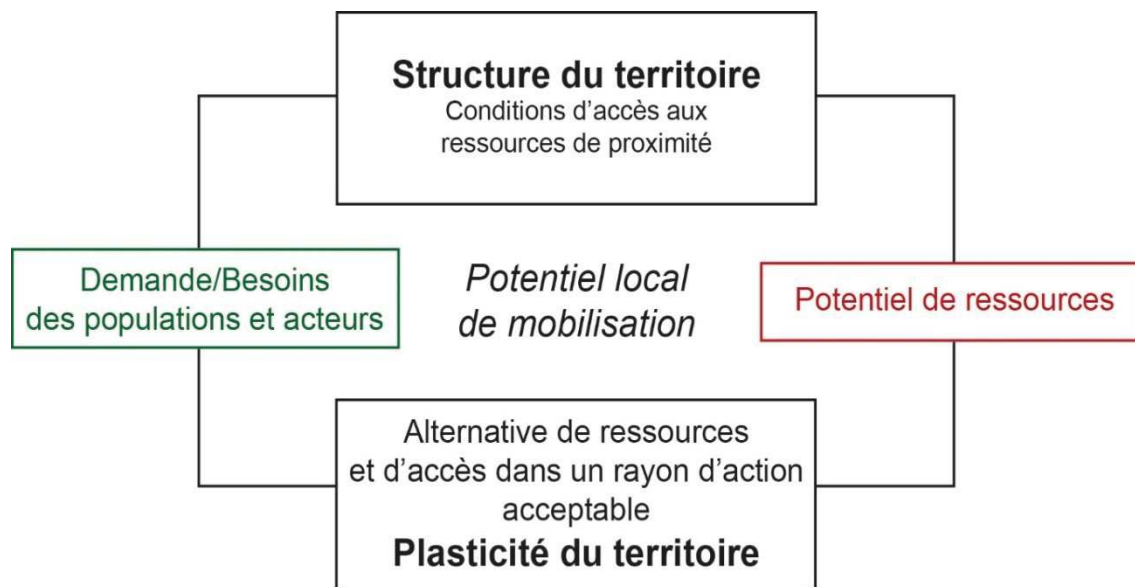 Structure du territoire
Conditions d'accès aux
ressources de proximité
Demande/Besoins
des populations et acteurs
Potentiel local
de mobilisation
Potentiel de ressources
Alternative de ressources
et d'accès dans un rayon d'action
acceptable
Plasticité du territoire